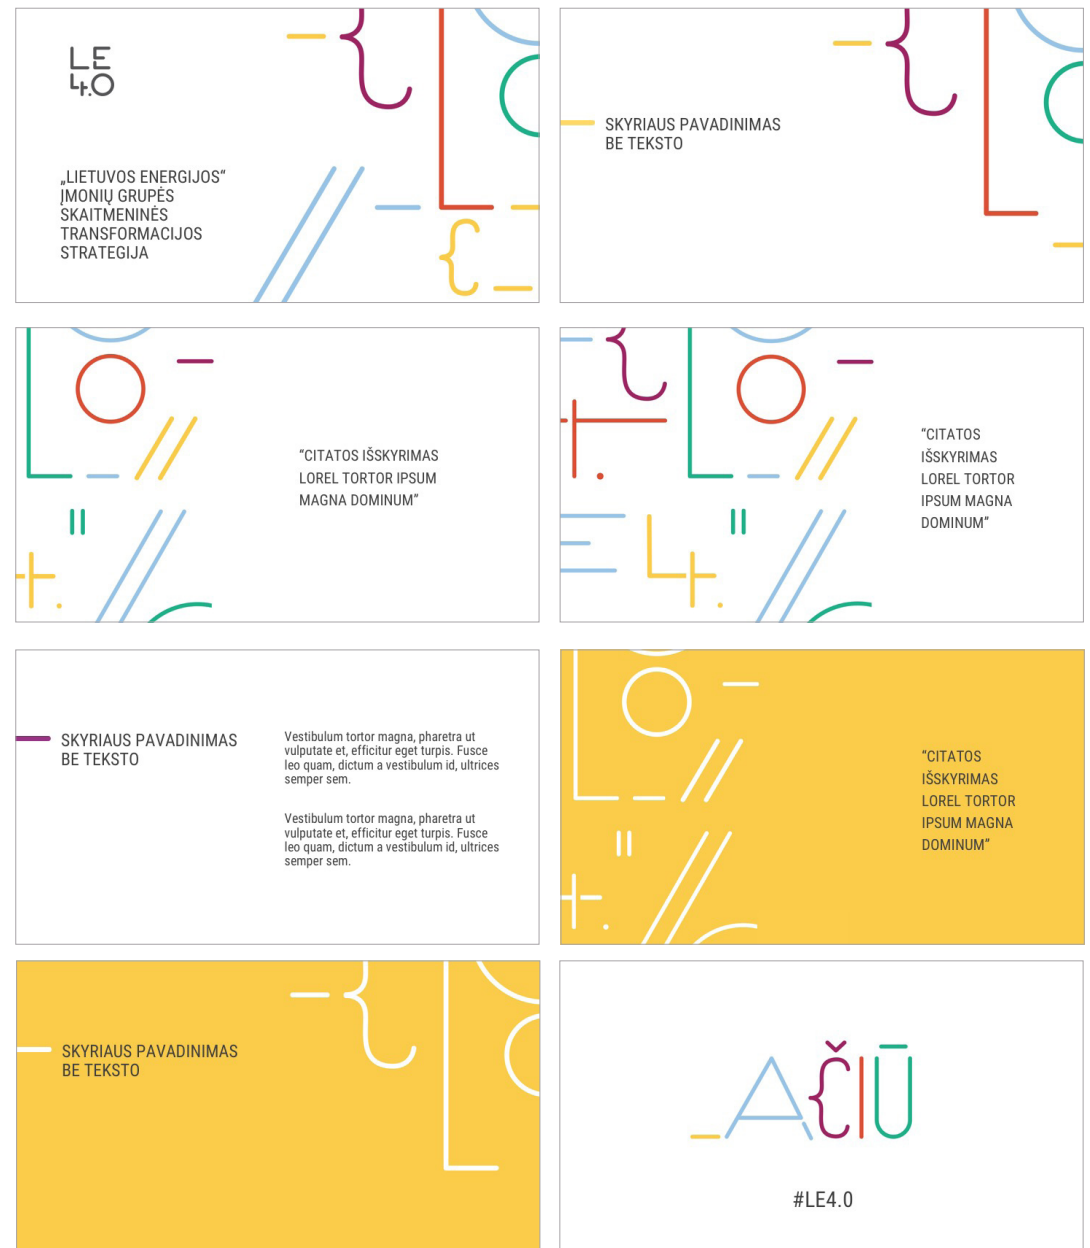 LE
4.0
„LIETUVOS ENERGIJOS“
ĮMONIŲ GRUPĖS
SKAITMENINĖS
TRANSFORMACIJOS
STRATEGIJA
SKYRIAUS PAVADINIMAS
BE TEKSTO
“CITATOS IŠSKYRIMAS
LOREL TORTOR IPSUM
MAGNA DOMINUM”
“CITATOS
IŠSKYRIMAS
LOREL TORTOR
IPSUM MAGNA
DOMINUM”
SKYRIAUS PAVADINIMAS
BE TEKSTO
Vestibulum tortor magna, pharetra ut
vulputate et, efficitur eget turpis. Fusce
leo quam, dictum a vestibulum id, ultrices
semper sem.
Vestibulum tortor magna, pharetra ut
vulputate et, efficitur eget turpis. Fusce
leo quam, dictum a vestibulum id, ultrices
semper sem.
“CITATOS
IŠSKYRIMAS
LOREL TORTOR
IPSUM MAGNA
DOMINUM”
SKYRIAUS PAVADINIMAS
BE TEKSTO
_AČIŪ
#LE4.0